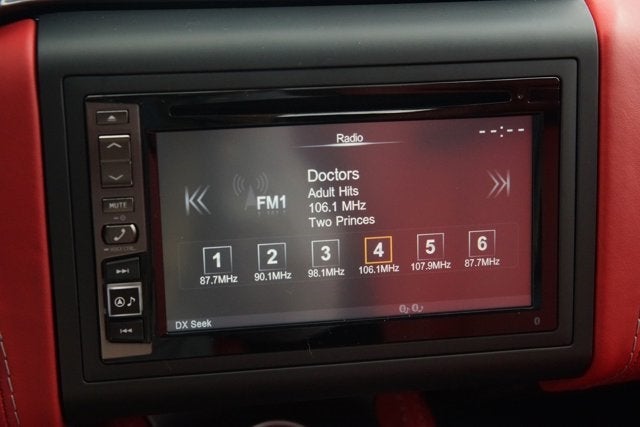 Radio
--:--
Doctors
Adult Hits
FM1
106.1 MHz
Two Princes
MUTE
1 2 3 4 5 6
87.7MHz 90.1MHz 98.1MHz 106.1MHz 107.9MHz 87.7MHz
DX Seek